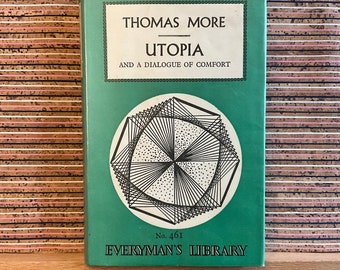 THOMAS MORE
UTOPIA
AND A DIALOGUE OF COMFORT
No. 461
EVERYMAN'S LIBRARY